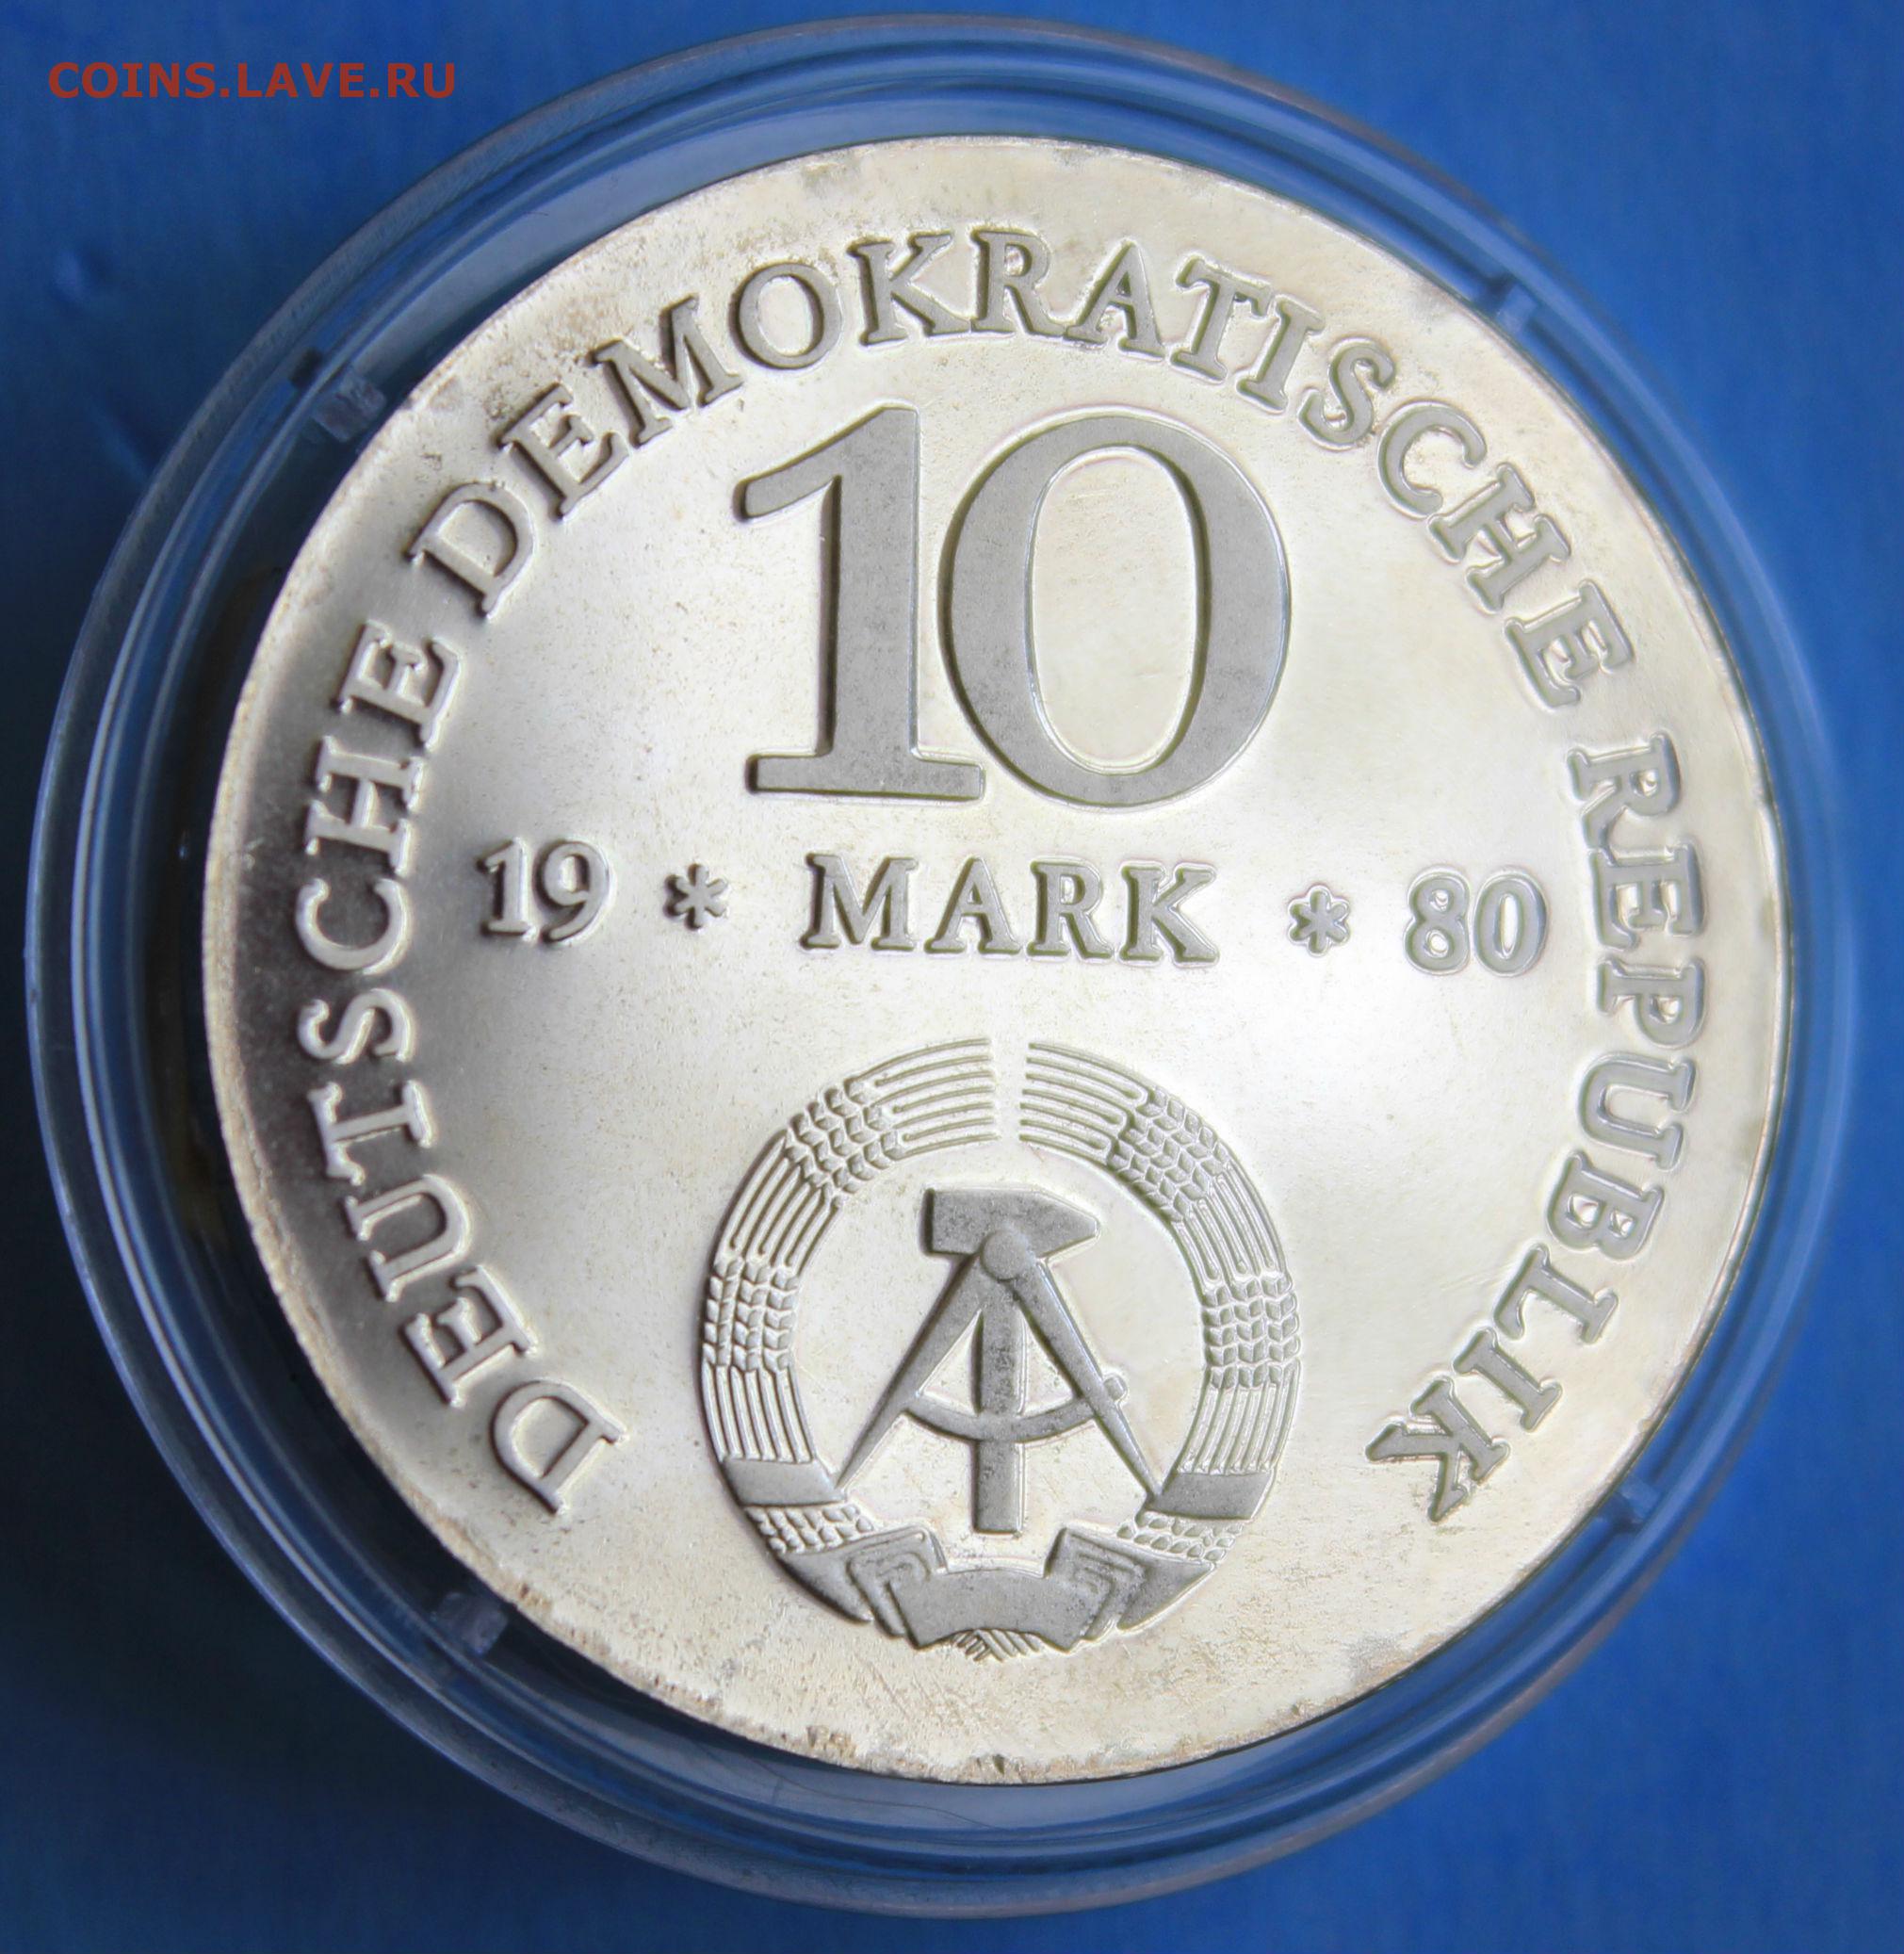 COINS.LAVE.RU
DEUTSCHE DEMOKRATISCHE REPUBLIK
10
19 * MARK * 80